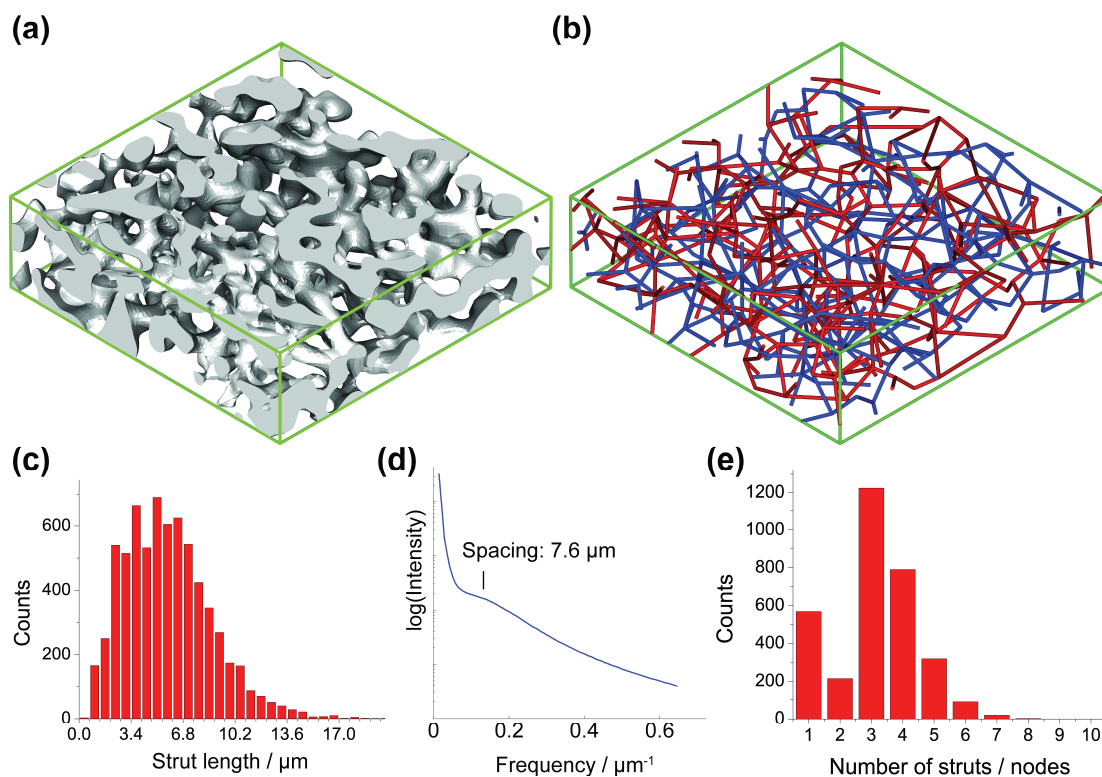 (a)
(b)
(c)
Counts
600
400
200
0
0.0 3.4 6.8 10.2 13.6 17.0
Strut length / µm
(d)
log(Intensity)
Spacing: 7.6 µm
0 0.2 0.4 0.6
Frequency / µm⁻¹
(e)
Counts
1200
1000
800
600
400
200
0
1 2 3 4 5 6 7 8 9 10
Number of struts / nodes